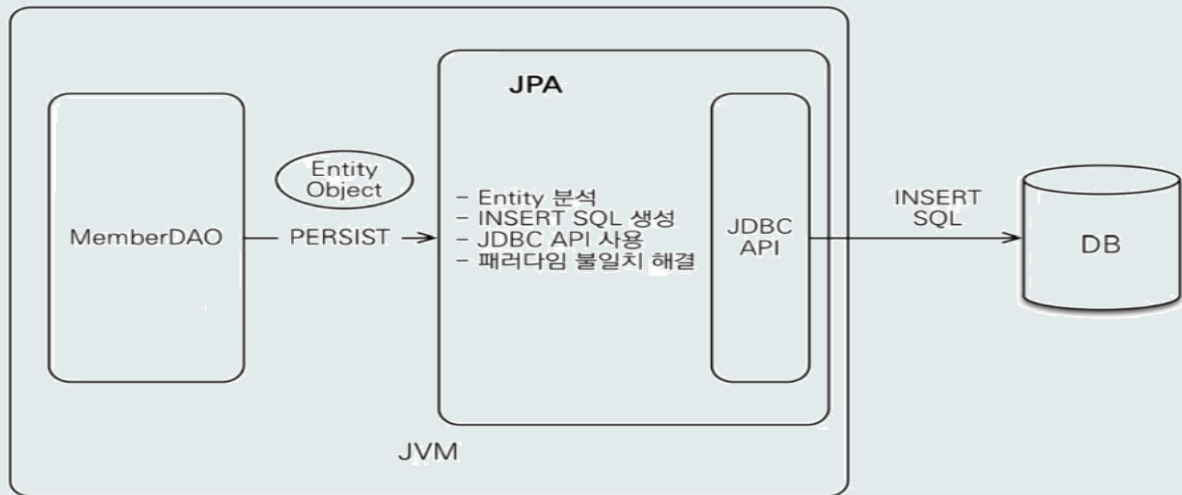 JPA
Entity
Object
MemberDAO
PERSIST
- Entity 분석
- INSERT SQL 생성
- JDBC API 사용
- 패러다임 불일치 해결
JDBC
API
INSERT
SQL
DB
JVM